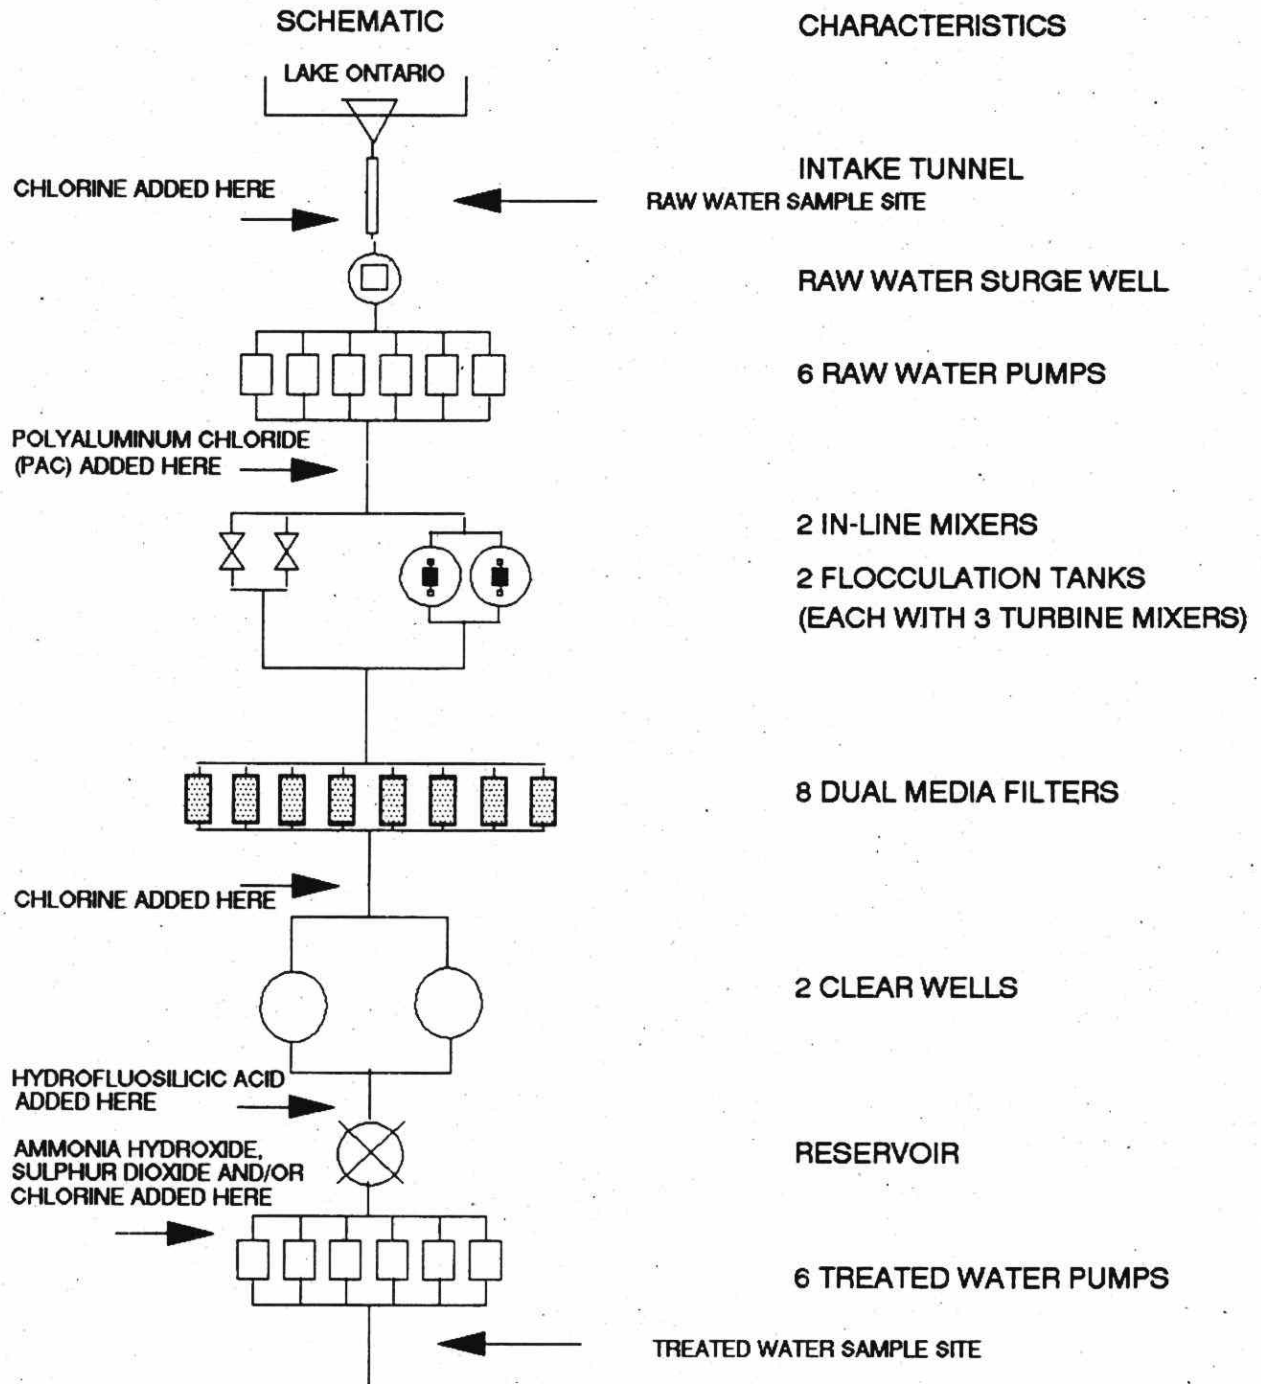 SCHEMATIC
CHARACTERISTICS
LAKE ONTARIO
INTAKE TUNNEL
CHLORINE ADDED HERE
RAW WATER SAMPLE SITE
RAW WATER SURGE WELL
6 RAW WATER PUMPS
POLYALUMINUM CHLORIDE
(PAC) ADDED HERE
2 IN-LINE MIXERS
2 FLOCCULATION TANKS
(EACH WITH 3 TURBINE MIXERS)
8 DUAL MEDIA FILTERS
CHLORINE ADDED HERE
2 CLEAR WELLS
HYDROFLUOSILICIC ACID
ADDED HERE
AMMONIA HYDROXIDE,
SULPHUR DIOXIDE AND/OR
CHLORINE ADDED HERE
RESERVOIR
6 TREATED WATER PUMPS
TREATED WATER SAMPLE SITE